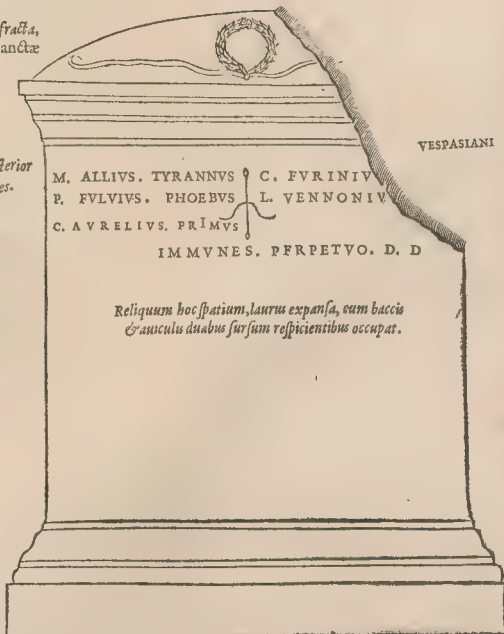 fracta,
anctæ
VESPASIANI
terior
es.
M. ALLIVS. TYRANNVS C. FVRINIV
P. FVLVIVS. PHOEBVS L. VENNONIV
C. AVRELIVS. PRIMVS
IMMVNES. PFRPETVO. D. D
Reliquum hoc spatium, laurus expansa, cum baccis
& auiculis duabus sursum respicientibus occupat.